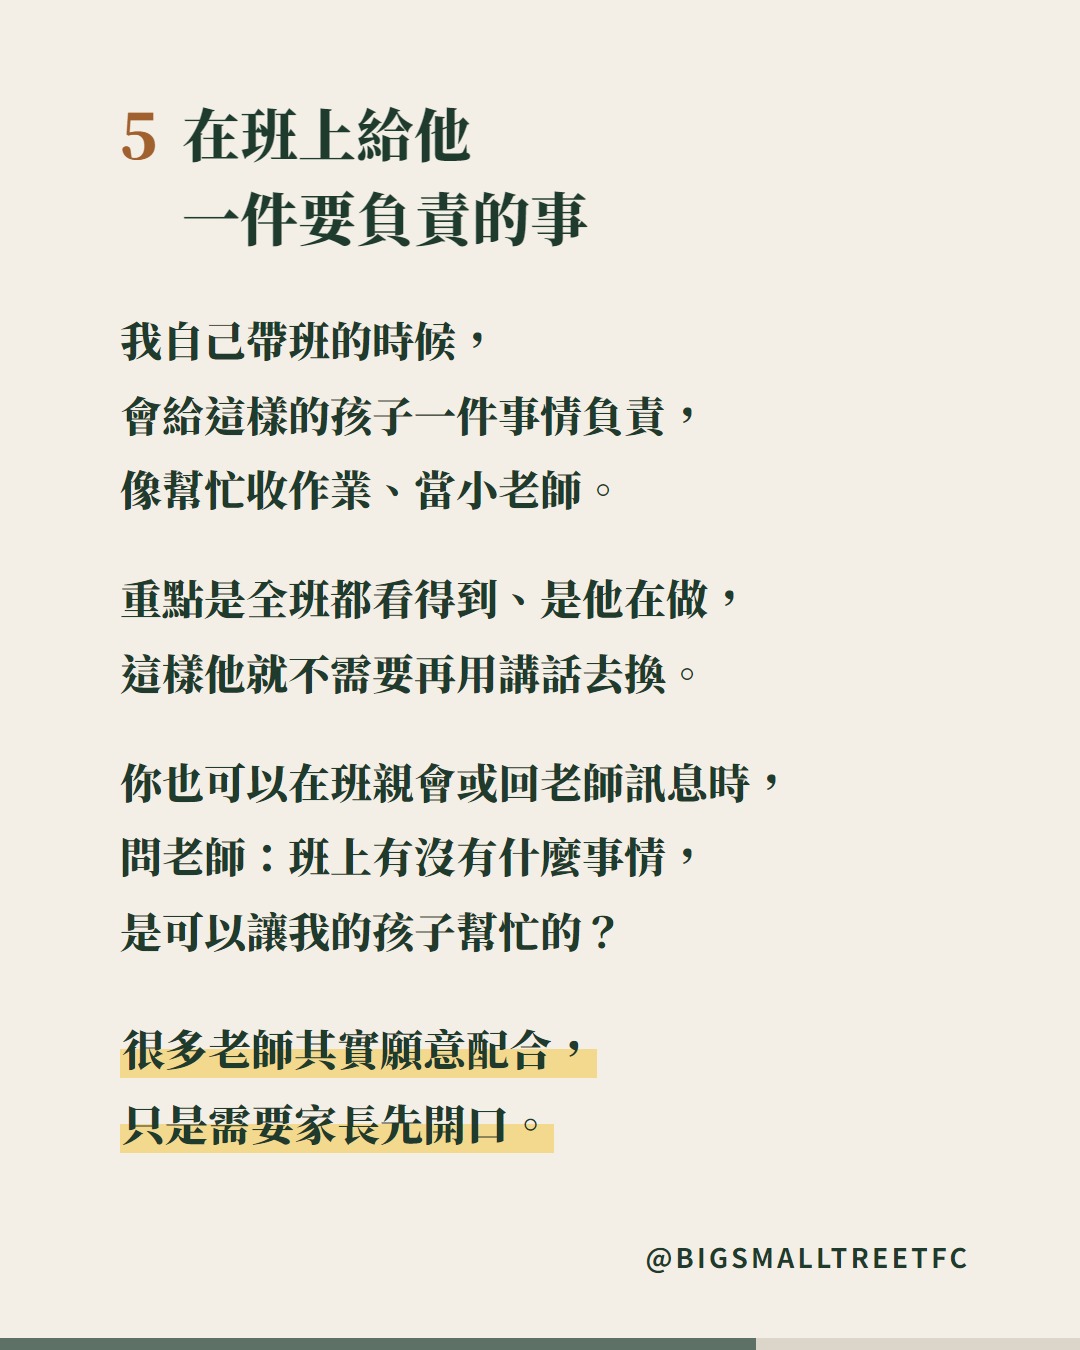 5 在班上給他
一件要負責的事
我自己帶班的時候，
會給這樣的孩子一件事情負責，
像幫忙收作業、當小老師。
重點是全班都看得到、是他在做，
這樣他就不需要再用講話去換。
你也可以在班親會或回老師訊息時，
問老師：班上有沒有什麼事情，
是可以讓我的孩子幫忙的？
很多老師其實願意配合，
只是需要家長先開口。
@BIGSMALLTREETFC